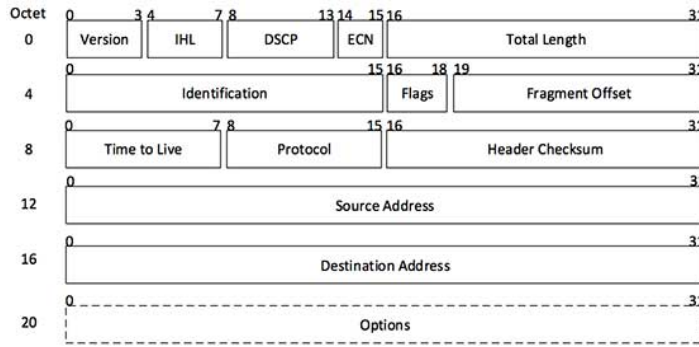 Octet 0 3 4 7 8 13 14 15 16 31
0 Version IHL DSCP ECN Total Length
0 15 16 18 19 31
4 Identification Flags Fragment Offset
0 7 8 15 16 31
8 Time to Live Protocol Header Checksum
0 31
12 Source Address
0 31
16 Destination Address
0 31
20 Options